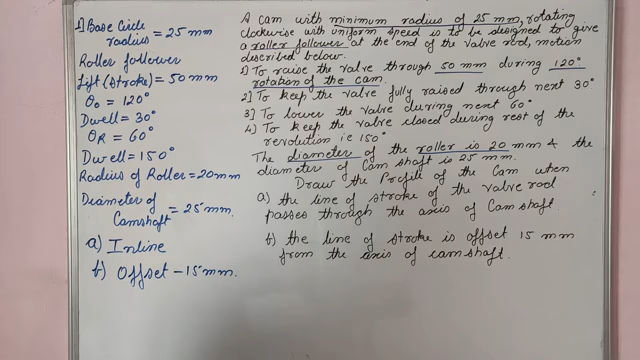 1) Base Circle
radius = 25 mm
Roller follower
Lift (Stroke) = 50 mm
θo = 120°
Dwell = 30°
θR = 60°
Dwell = 150°
Radius of Roller = 20mm
Diameter of
Camshaft = 25 mm.
a) Inline
b) Offset - 15 mm.
A cam with minimum radius of 25 mm, rotating
clockwise with uniform speed is to be designed to give
a roller follower at the end of the valve rod, motion
described below.
1) To raise the valve through 50 mm during 120°
rotation of the cam.
2] To keep the valve fully raised through next 30°
3) To lower the valve during next 60°
4) To keep the valve closed during rest of the
revolution i.e 150°
The diameter of the roller is 20 mm & the
diameter of Cam shaft is 25 mm.
Draw the Profile of the Cam when
a) the line of stroke of the valve rod
passes through the axis of Cam shaft
b) the line of stroke is offset 15 mm
from the axis of camshaft.